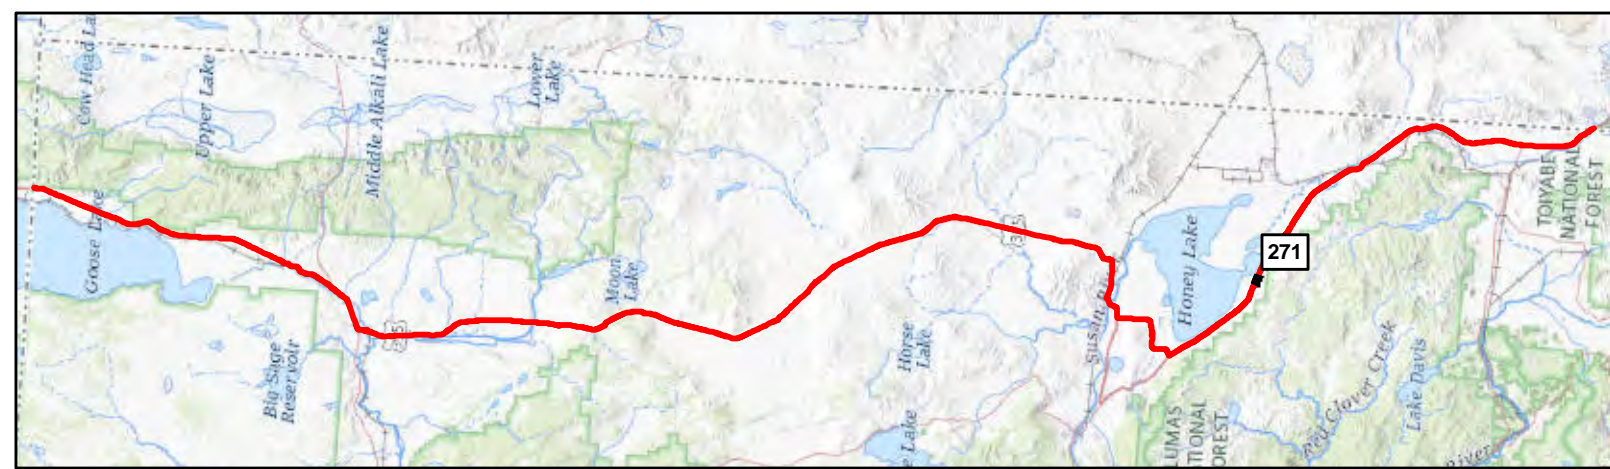 Cow Head La
Upper Lake
Middle Alkali Lake
Lower
Lake
Goose Lake
Big Sage
Reservoir
Moon
Lake
Horse
Lake
e Lake
395
Honey Lake
271
LUMAS
TIONAL
OREST
Red Clover Creek
Lake Davis
River
TOIYABE
NATIONAL
FOREST